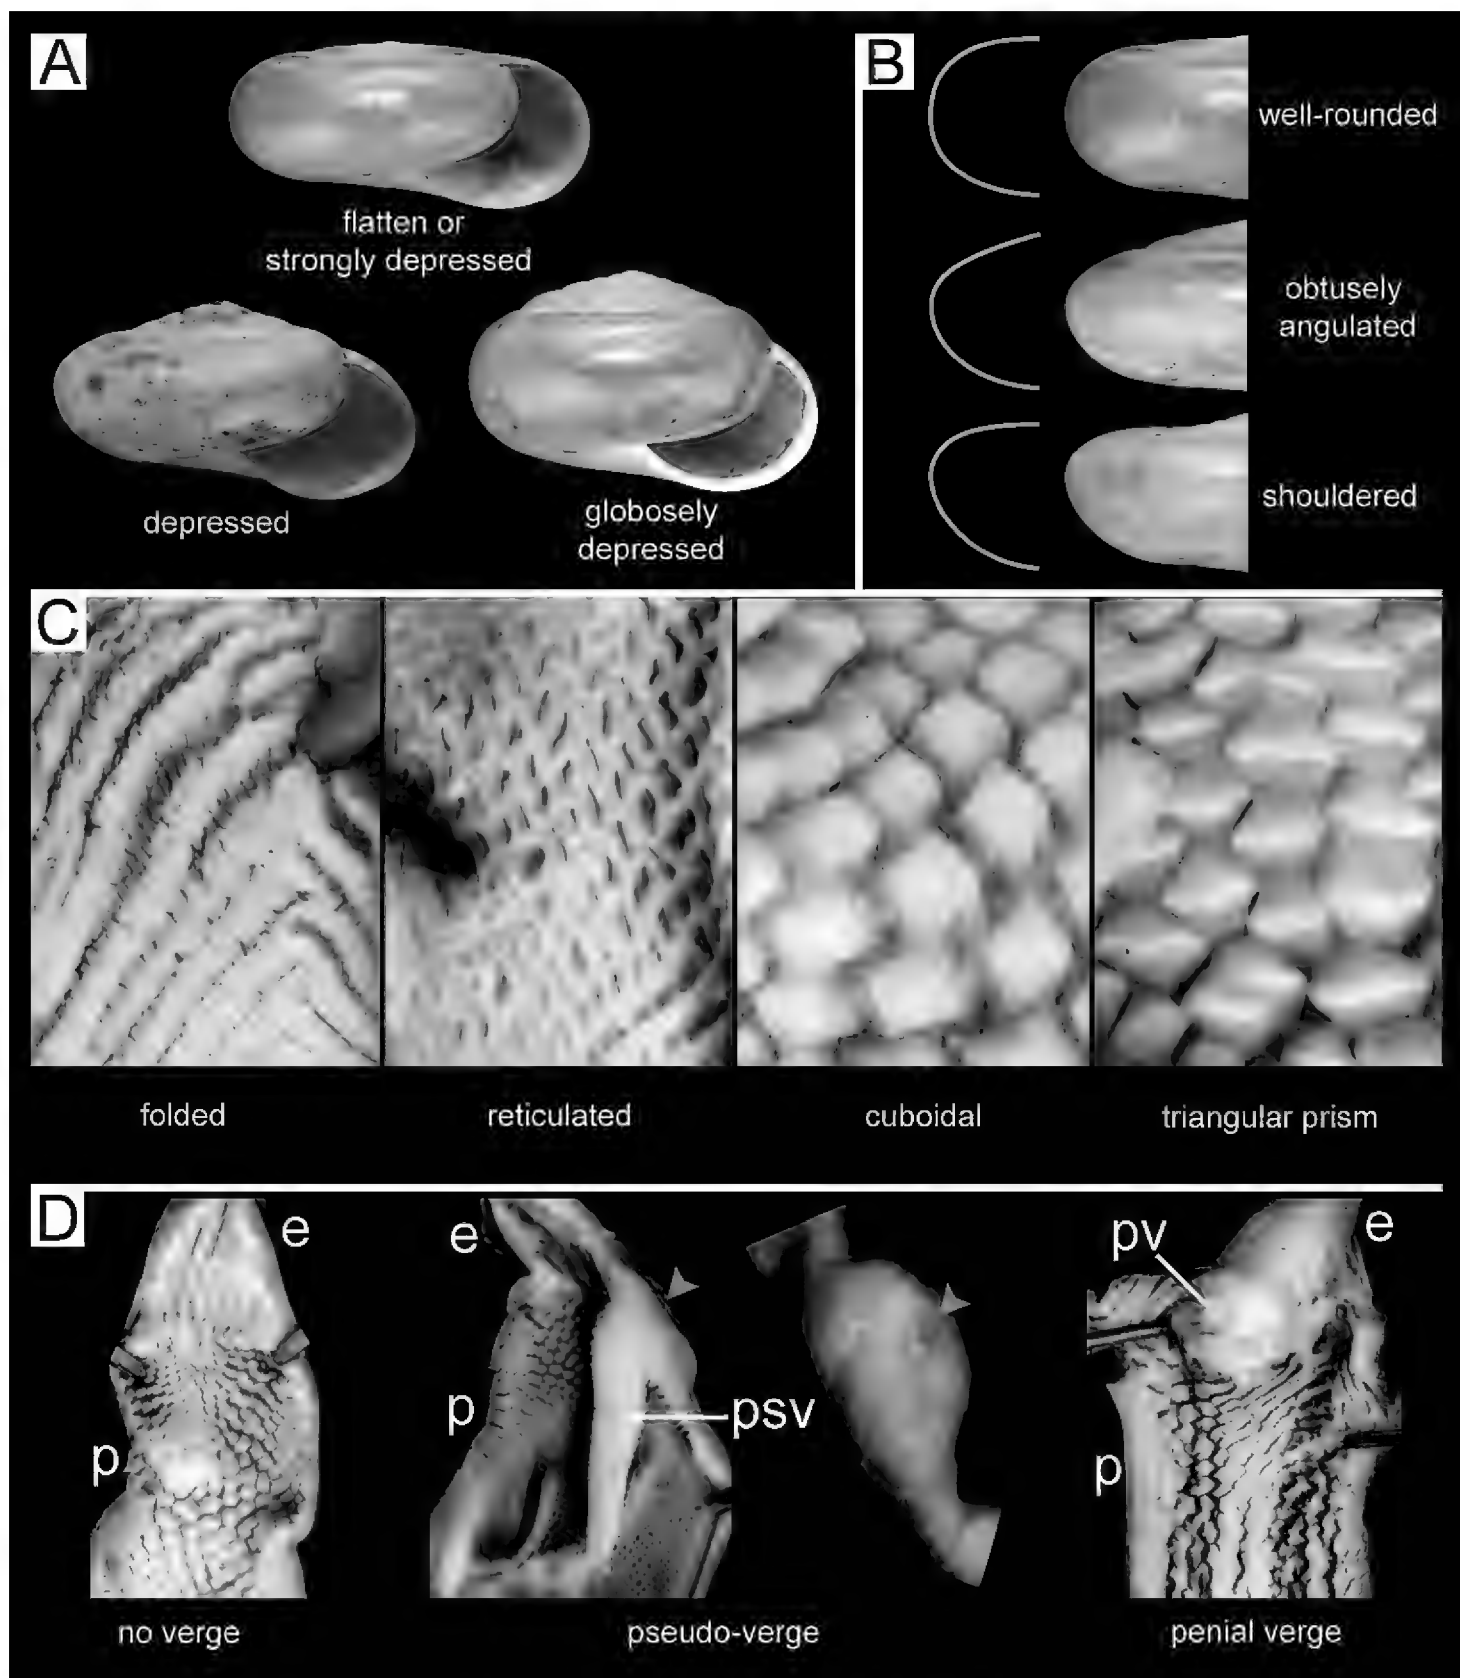 A
flatten or
strongly depressed
depressed
globosely
depressed
B
well-rounded
obtusely
angulated
shouldered
C
folded
reticulated
cuboidal
triangular prism
D
e
p
no verge
e
p
psv
pseudo-verge
pv
e
p
penial verge